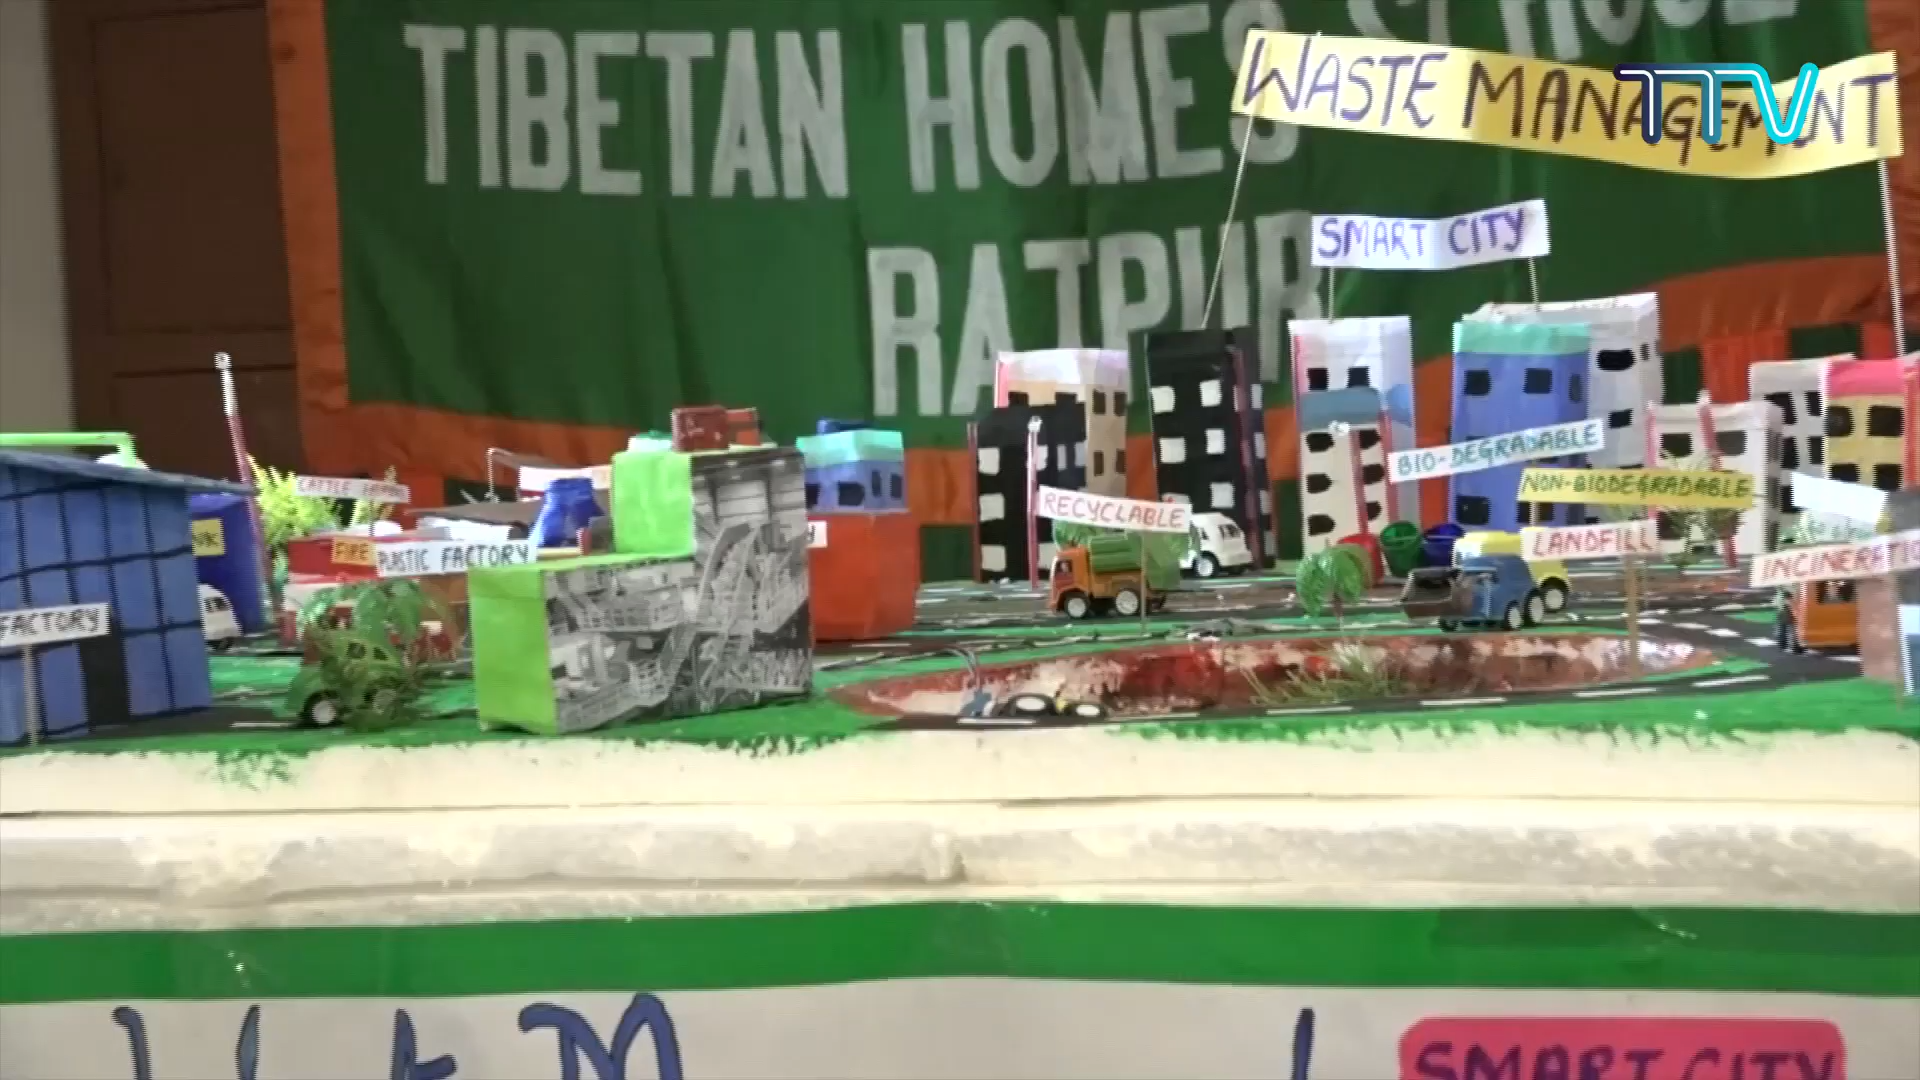 TIBETAN HOMES
RAJPUR
WASTE MANAGEMENT
TTV
SMART CITY
BIO-DEGRADABLE
NON-BIODEGRADABLE
RECYCLABLE
LANDFILL
PLASTIC FACTORY
FACTORY
SMART CITY